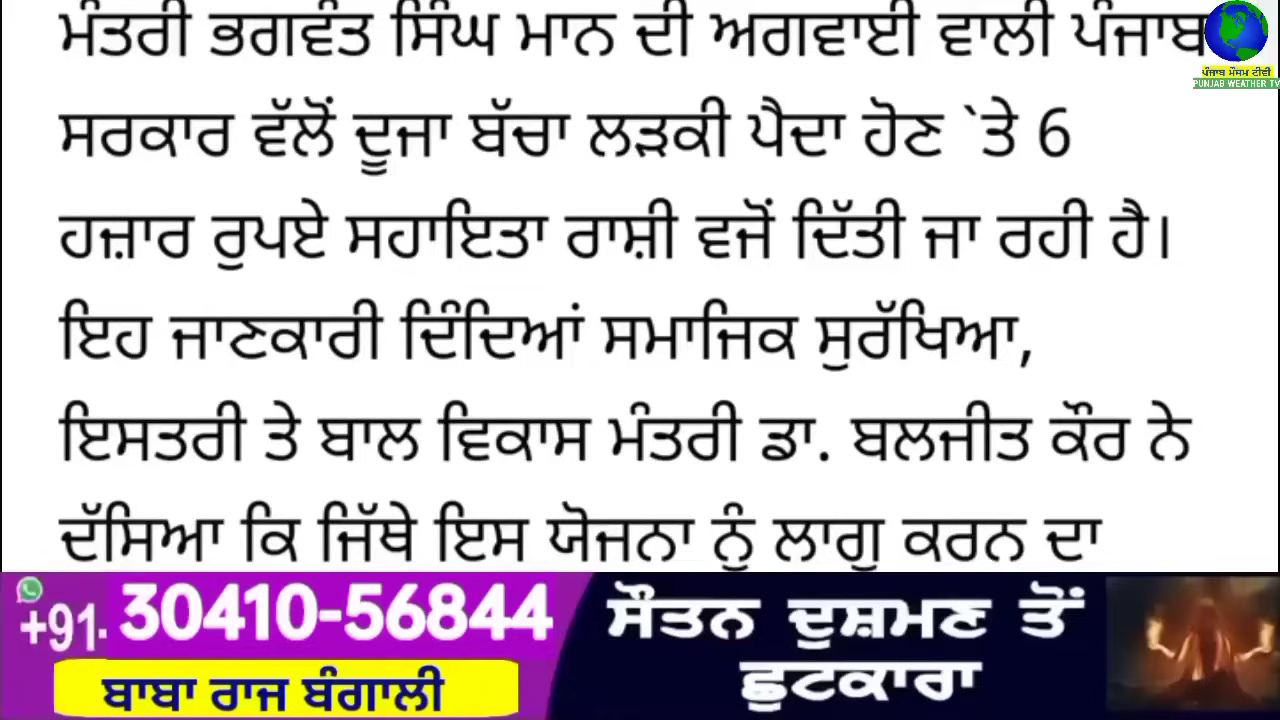 ਮੰਤਰੀ ਭਗਵੰਤ ਸਿੰਘ ਮਾਨ ਦੀ ਅਗਵਾਈ ਵਾਲੀ ਪੰਜਾਬ
ਪੰਜਾਬ ਮੌਸਮ ਟੀਵੀ
PUNJAB WEATHER TV
ਸਰਕਾਰ ਵੱਲੋਂ ਦੂਜਾ ਬੱਚਾ ਲੜਕੀ ਪੈਦਾ ਹੋਣ `ਤੇ 6
ਹਜ਼ਾਰ ਰੁਪਏ ਸਹਾਇਤਾ ਰਾਸ਼ੀ ਵਜੋਂ ਦਿੱਤੀ ਜਾ ਰਹੀ ਹੈ।
ਇਹ ਜਾਣਕਾਰੀ ਦਿੰਦਿਆਂ ਸਮਾਜਿਕ ਸੁਰੱਖਿਆ,
ਇਸਤਰੀ ਤੇ ਬਾਲ ਵਿਕਾਸ ਮੰਤਰੀ ਡਾ. ਬਲਜੀਤ ਕੌਰ ਨੇ
ਦੱਸਿਆ ਕਿ ਜਿੱਥੇ ਇਸ ਯੋਜਨਾ ਨੂੰ ਲਾਗੂ ਕਰਨ ਦਾ
+91- 30410-56844
ਬਾਬਾ ਰਾਜ ਬੰਗਾਲੀ
ਸੌਤਨ ਦੁਸ਼ਮਣ ਤੋਂ
ਛੁਟਕਾਰਾ